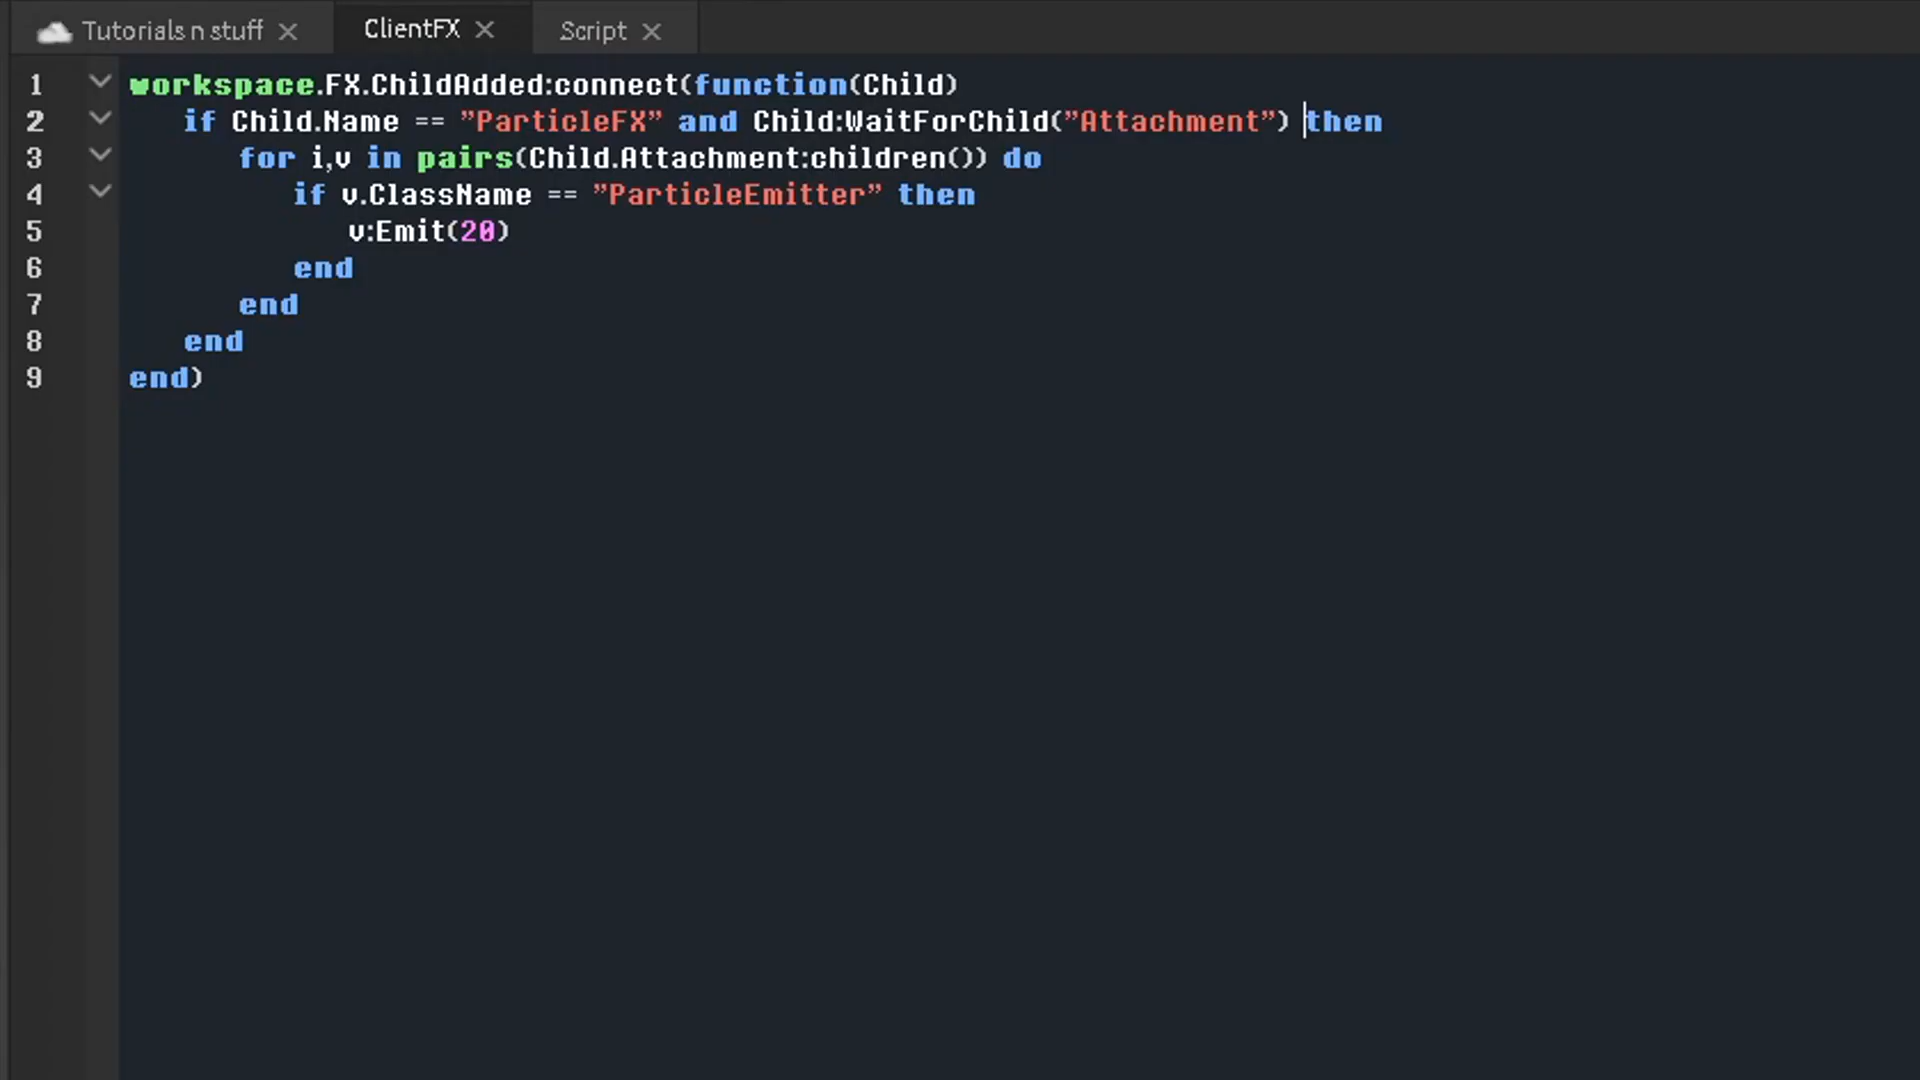 Tutorials n stuff
ClientFX
Script
1 workspace.FX.ChildAdded:connect(function(Child)
2 if Child.Name == "ParticleFX" and Child:WaitForChild("Attachment") then
3 for i,v in pairs(Child.Attachment:children()) do
4 if v.ClassName == "ParticleEmitter" then
5 v:Emit(20)
6 end
7 end
8 end
9 end)